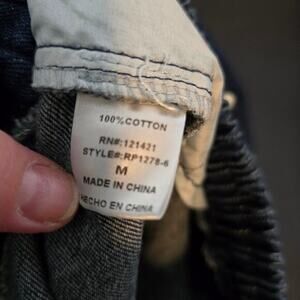 100%COTTON
RN#:121421
STYLE#:RP1278-6
M
MADE IN CHINA
HECHO EN CHINA